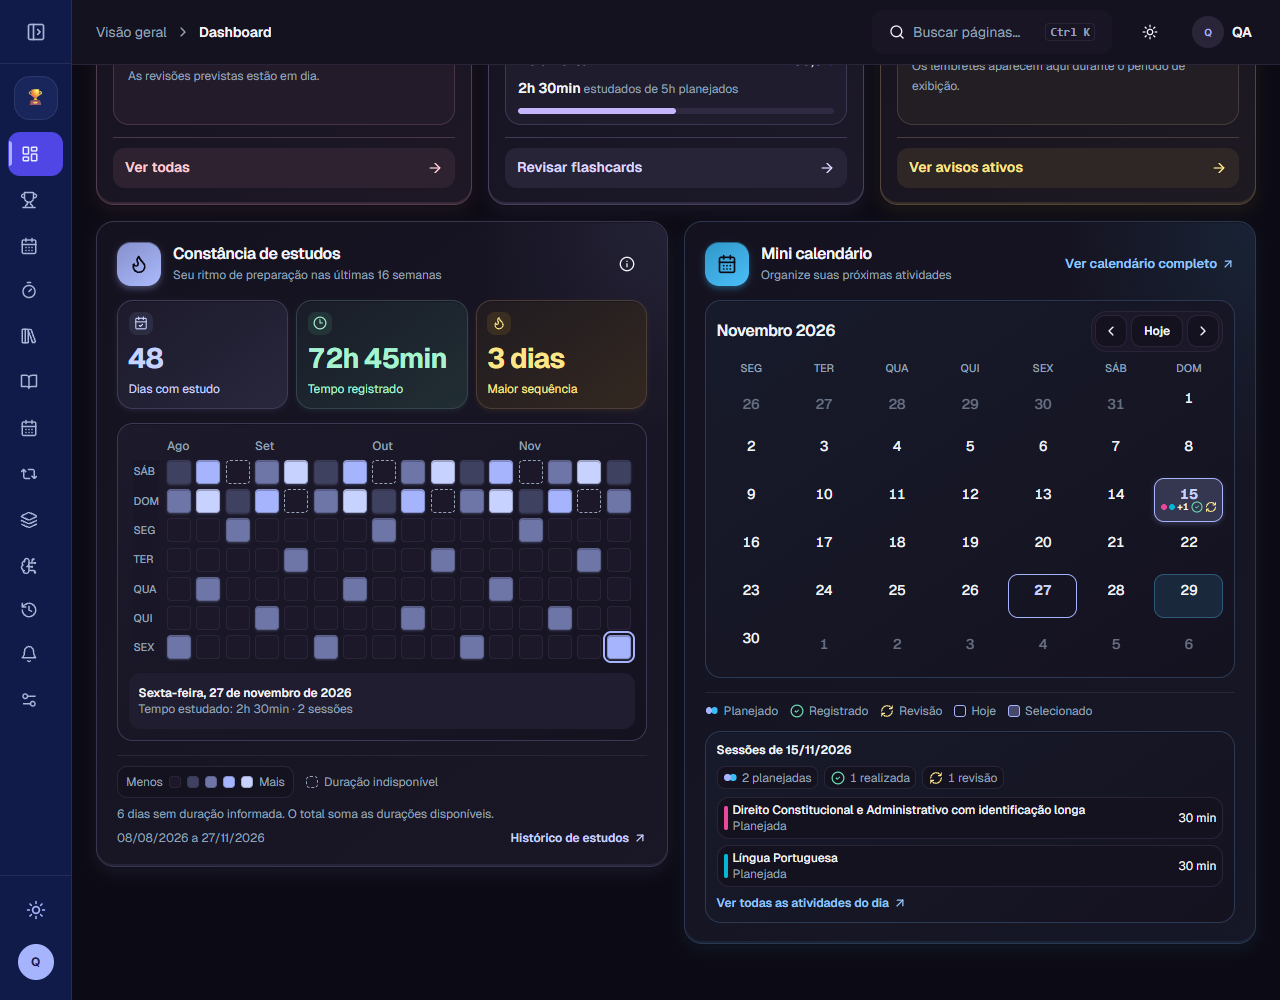 Visão geral > Dashboard
Buscar páginas...
Ctrl K
Q
QA
As revisões previstas estão em dia.
2h 30min estudados de 5h planejados
Os lembretes aparecem aqui durante o período de
exibição.
Ver todas
Revisar flashcards
Ver avisos ativos
Constância de estudos
Seu ritmo de preparação nas últimas 16 semanas
48
Dias com estudo
72h 45min
Tempo registrado
3 dias
Maior sequência
Ago Set Out Nov
SÁB
DOM
SEG
TER
QUA
QUI
SEX
Sexta-feira, 27 de novembro de 2026
Tempo estudado: 2h 30min · 2 sessões
Menos Mais Duração indisponível
6 dias sem duração informada. O total soma as durações disponíveis.
08/08/2026 a 27/11/2026
Histórico de estudos
Mini calendário
Organize suas próximas atividades
Ver calendário completo
Novembro 2026
Hoje
SEG TER QUA QUI SEX SÁB DOM
26 27 28 29 30 31 1
2 3 4 5 6 7 8
9 10 11 12 13 14 15
+1
16 17 18 19 20 21 22
23 24 25 26 27 28 29
30 1 2 3 4 5 6
Planejado Registrado Revisão Hoje Selecionado
Sessões de 15/11/2026
2 planejadas 1 realizada 1 revisão
Direito Constitucional e Administrativo com identificação longa
Planejada
30 min
Língua Portuguesa
Planejada
30 min
Ver todas as atividades do dia
Q